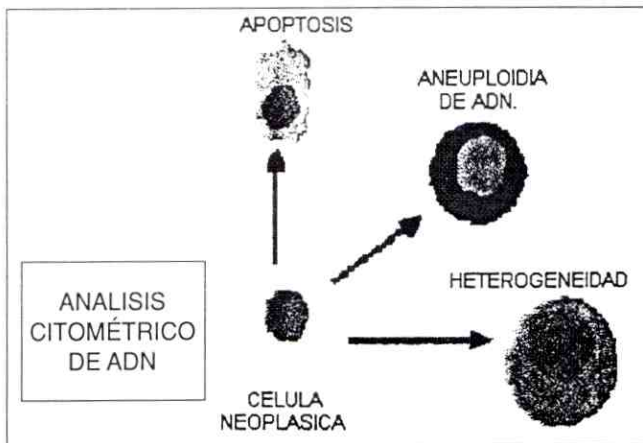 APOPTOSIS
ANEUPLOIDIA
DE ADN.
HETEROGENEIDAD
ANALISIS
CITOMÉTRICO
DE ADN
CELULA
NEOPLASICA